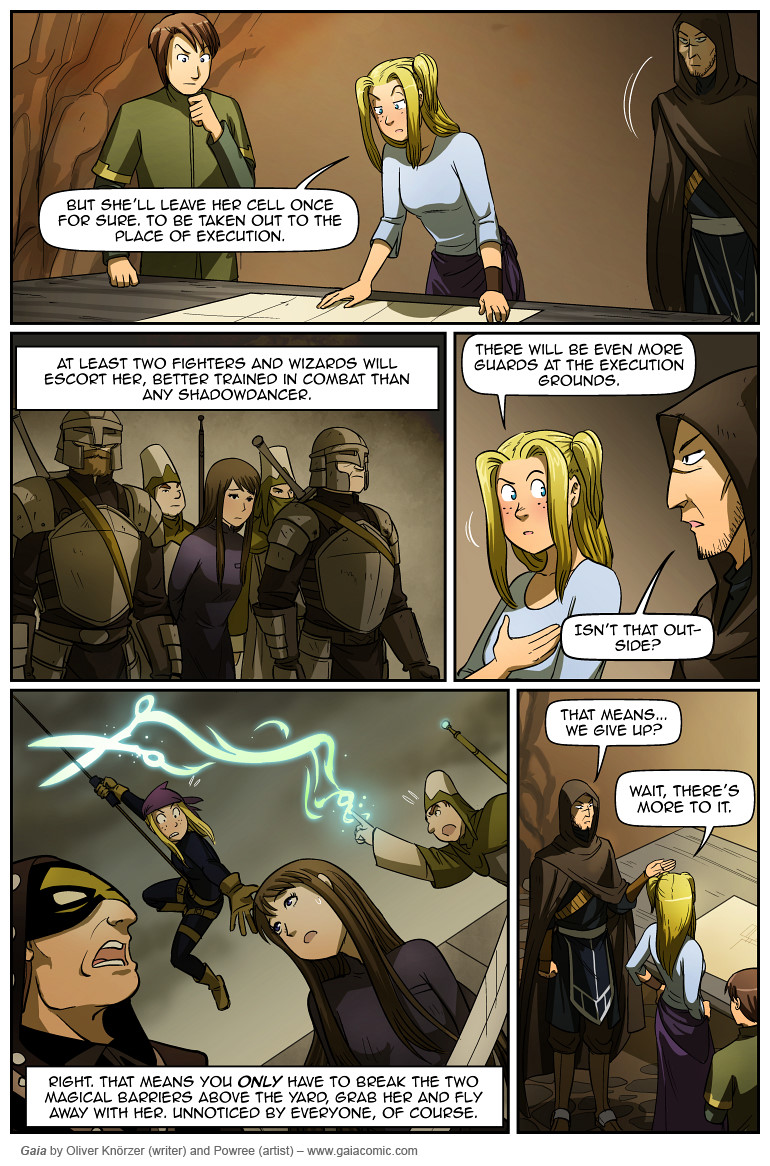 BUT SHE'LL LEAVE HER CELL ONCE
FOR SURE. TO BE TAKEN OUT TO THE
PLACE OF EXECUTION.
AT LEAST TWO FIGHTERS AND WIZARDS WILL
ESCORT HER, BETTER TRAINED IN COMBAT THAN
ANY SHADOWDANCER.
THERE WILL BE EVEN MORE
GUARDS AT THE EXECUTION
GROUNDS.
ISN'T THAT OUT-
SIDE?
RIGHT. THAT MEANS YOU ONLY HAVE TO BREAK THE TWO
MAGICAL BARRIERS ABOVE THE YARD, GRAB HER AND FLY
AWAY WITH HER. UNNOTICED BY EVERYONE, OF COURSE.
THAT MEANS...
WE GIVE UP?
WAIT, THERE'S
MORE TO IT.
Gaia by Oliver Knörzer (writer) and Powree (artist) – www.gaiacomic.com